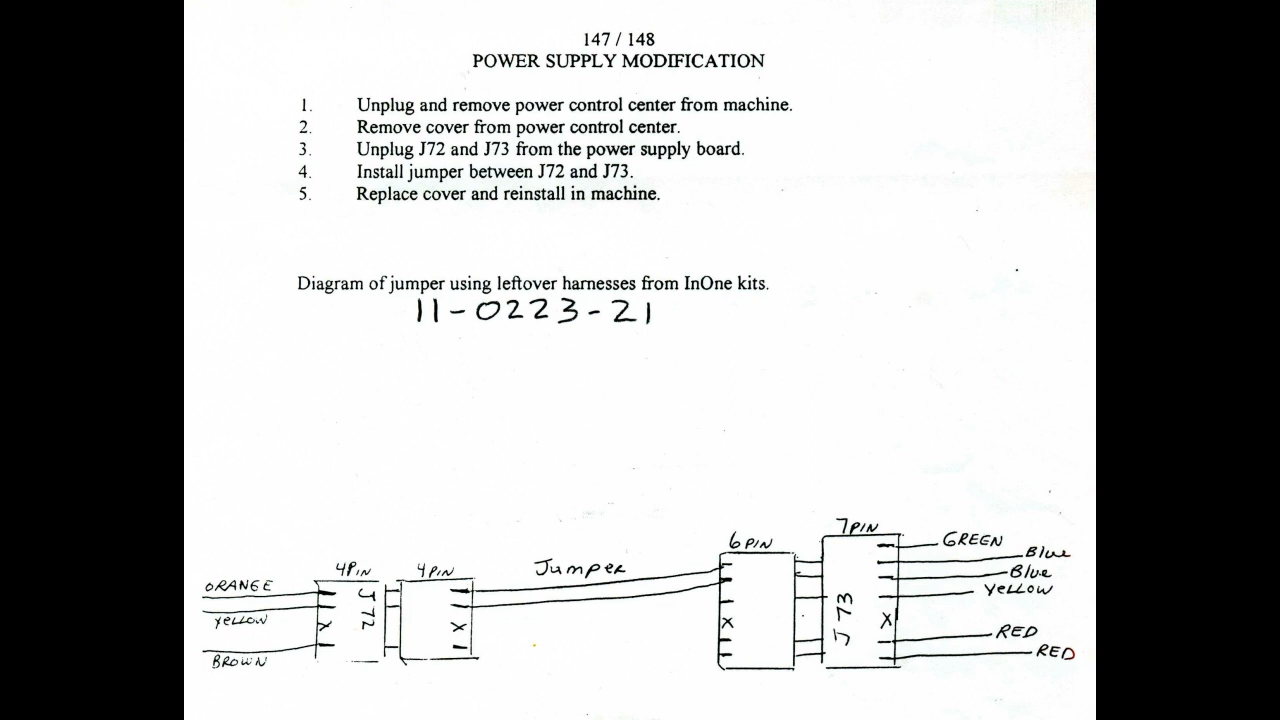 147 / 148
POWER SUPPLY MODIFICATION
1. Unplug and remove power control center from machine.
2. Remove cover from power control center.
3. Unplug J72 and J73 from the power supply board.
4. Install jumper between J72 and J73.
5. Replace cover and reinstall in machine.
Diagram of jumper using leftover harnesses from InOne kits.
11-0223-21
7PIN
6 PIN
GREEN
Blue
Blue
YELLOW
RED
RED
J73
X
X
Jumper
4PIN
4PIN
ORANGE
YELLOW
BROWN
J72
X
X